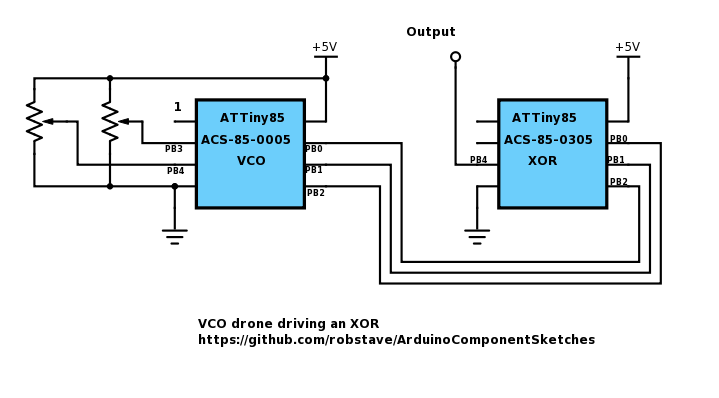 Output
+5V
+5V
1
ATTiny85
ACS-85-0005
VCO
PB3
PB4
PB0
PB1
PB2
ATTiny85
ACS-85-0305
XOR
PB4
PB0
PB1
PB2
VCO drone driving an XOR
https://github.com/robstave/ArduinoComponentSketches